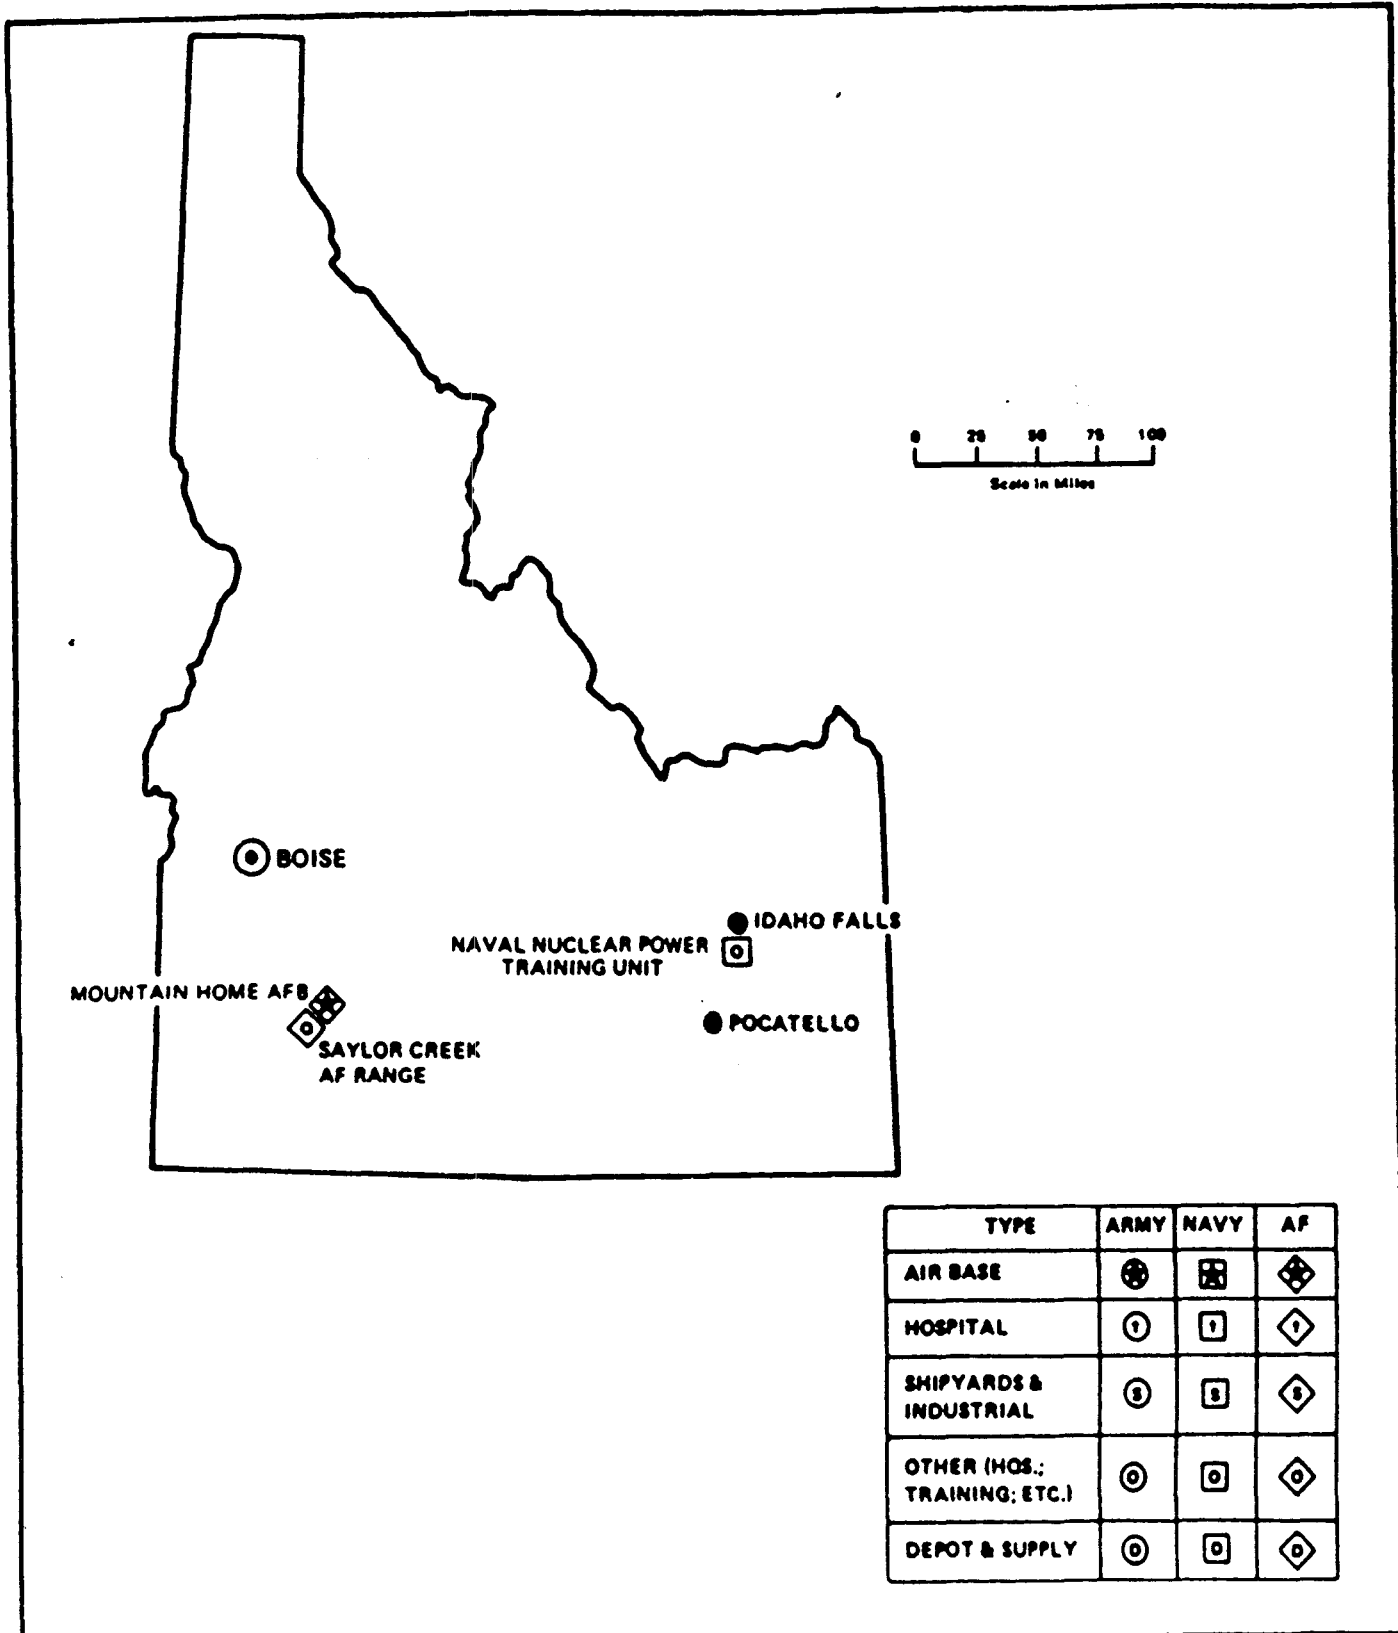 0 25 50 75 100
Scale in Miles
BOISE
IDAHO FALLS
NAVAL NUCLEAR POWER
TRAINING UNIT
MOUNTAIN HOME AFB
POCATELLO
SAYLOR CREEK
AF RANGE
TYPE ARMY NAVY AF
AIR BASE
HOSPITAL
SHIPYARDS &
INDUSTRIAL
S S S
OTHER (HOS.;
TRAINING; ETC.)
O O O
DEPOT & SUPPLY
D D D